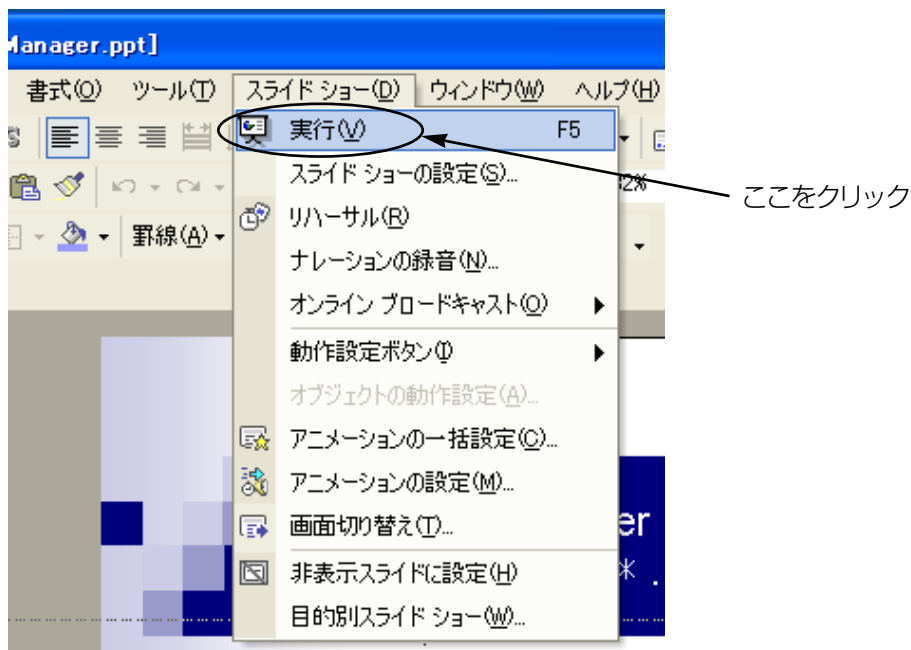 Manager.ppt]
書式(O) ツール(T) スライド ショー(D) ウィンドウ(W) ヘルプ(H)
実行(V) F5
スライド ショーの設定(S)...
2%
ここをクリック
リハーサル(R)
罫線(A)
ナレーションの録音(N)...
オンライン ブロードキャスト(O)
動作設定ボタン(I)
オブジェクトの動作設定(A)...
アニメーションの一括設定(C)...
アニメーションの設定(M)...
画面切り替え(T)...
er
非表示スライドに設定(H)
* .
目的別スライド ショー(W)...